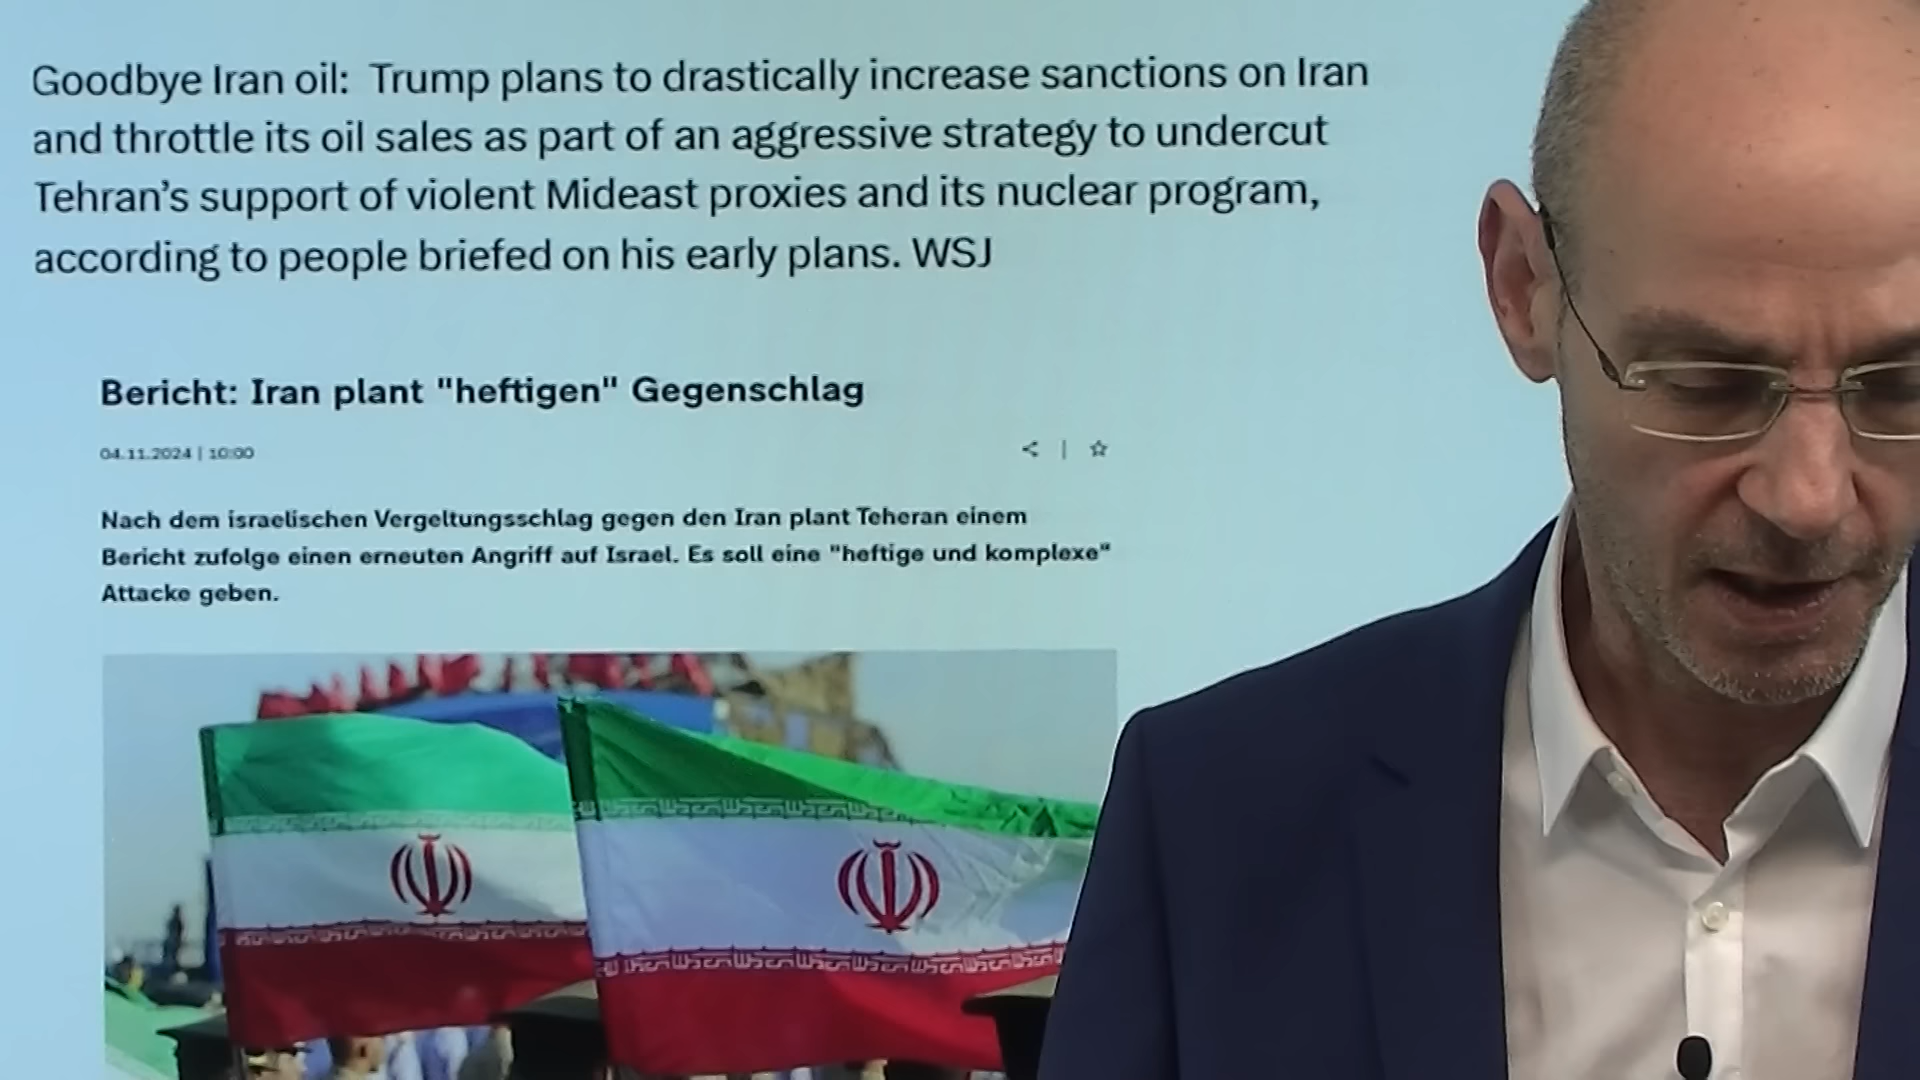 Goodbye Iran oil:  Trump plans to drastically increase sanctions on Iran
and throttle its oil sales as part of an aggressive strategy to undercut
Tehran’s support of violent Mideast proxies and its nuclear program,
according to people briefed on his early plans. WSJ
Bericht: Iran plant "heftigen" Gegenschlag
04.11.2024 | 10:00
Nach dem israelischen Vergeltungsschlag gegen den Iran plant Teheran einem
Bericht zufolge einen erneuten Angriff auf Israel. Es soll eine "heftige und komplexe"
Attacke geben.